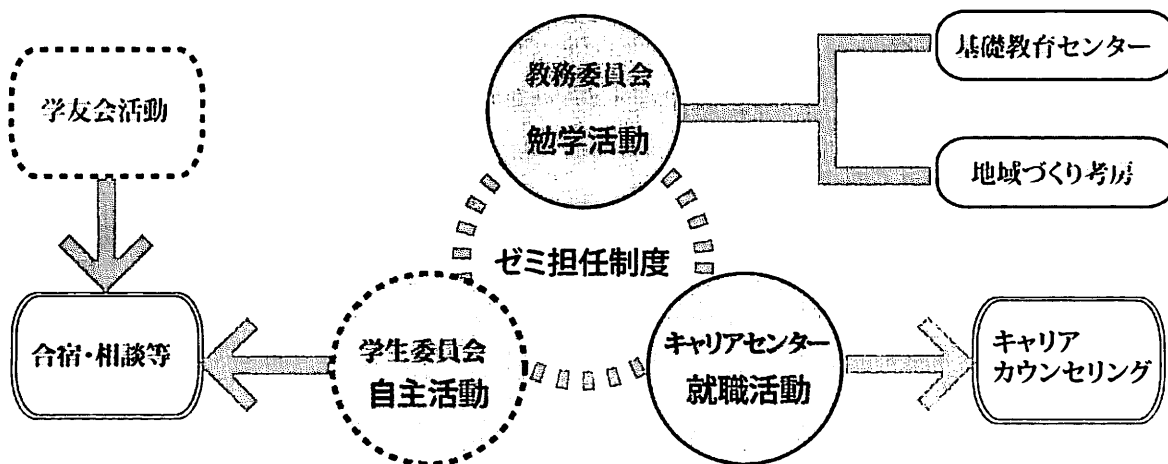 学友会活動
教務委員会
勉学活動
基礎教育センター
地域づくり考房
ゼミ担任制度
合宿・相談等
学生委員会
自主活動
キャリアセンター
就職活動
キャリア
カウンセリング